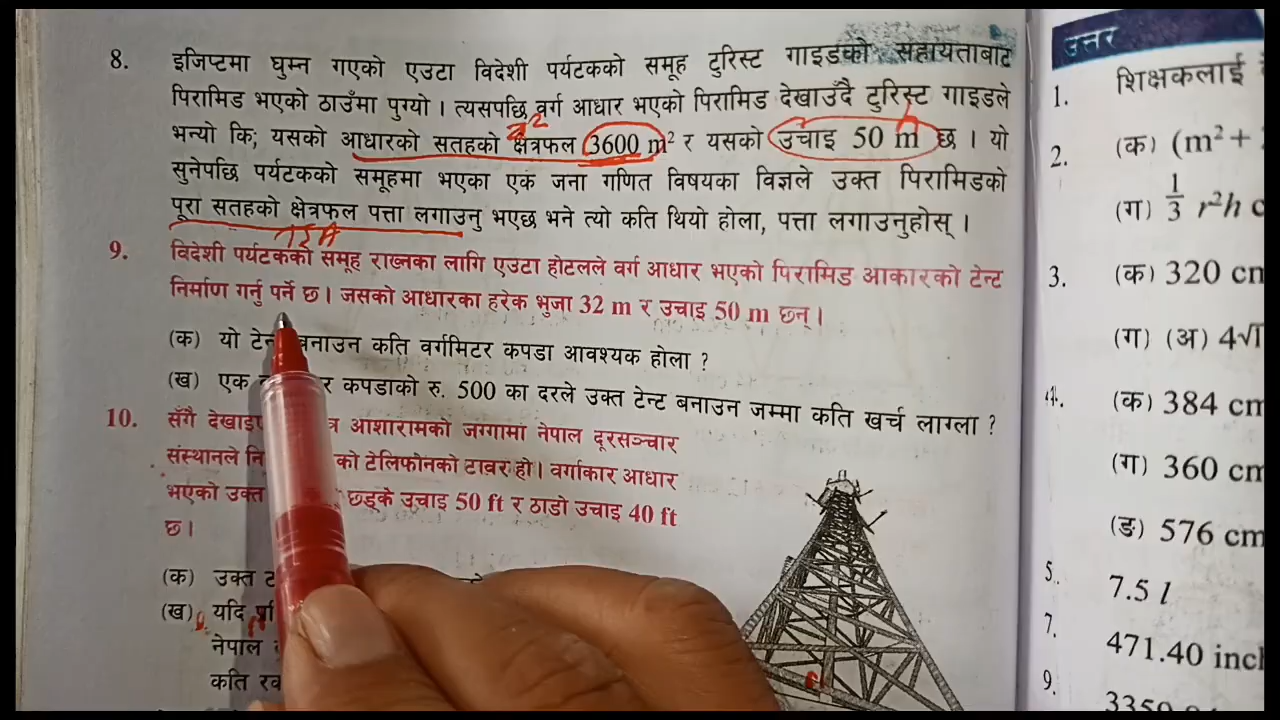 8. इजिप्टमा घुम्न गएको एउटा विदेशी पर्यटकको समूह टुरिस्ट गाइडको सहायताबाट
पिरामिड भएको ठाउँमा पुग्यो । त्यसपछि वर्ग आधार भएको पिरामिड देखाउँदै टुरिस्ट गाइडले
भन्यो कि; यसको आधारको सतहको क्षेत्रफल 3600 m² र यसको उचाइ 50 m छ । यो
सुनेपछि पर्यटकको समूहमा भएका एक जना गणित विषयका विज्ञले उक्त पिरामिडको
पूरा सतहको क्षेत्रफल पत्ता लगाउनु भएछ भने त्यो कति थियो होला, पत्ता लगाउनुहोस् ।
TSA
9. विदेशी पर्यटकको समूह राख्नका लागि एउटा होटलले वर्ग आधार भएको पिरामिड आकारको टेन्ट
निर्माण गर्नु पर्ने छ । जसको आधारका हरेक भुजा 32 m र उचाइ 50 m छन् ।
(क) यो बनाउन कति वर्गमिटर कपडा आवश्यक होला ?
(ख) एक कपडाको रु. 500 का दरले उक्त टेन्ट बनाउन जम्मा कति खर्च लाग्ला ?
10. सँगै आशारामको जग्गामा नेपाल दूरसञ्चार
संस्थानले को टेलिफोनको टावर हो । वर्गाकार आधार
भएको उक्त छड्के उचाइ 50 ft र ठाडो उचाइ 40 ft
छ ।
(क) उक्त
(ख) यदि
नेपाल
कति
उत्तर
1. शिक्षकलाई
2. (क) (m² +
(ग) 1/3 r²h
3. (क) 320 cm
(ग) (अ) 4√
4. (क) 384 cm
(ग) 360 cm
(ङ) 576 cm
5. 7.5 l
7. 471.40 incl
9.